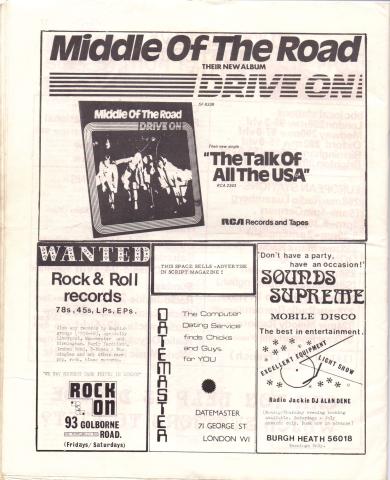 Middle Of The Road
THEIR NEW ALBUM
DRIVE ON
SF 8338
Middle Of The Road
DRIVE ON
Their new single
"The Talk Of
All The USA"
RCA 2303
RCA Records and Tapes
WANTED
Rock & Roll
records
78s, 45s, LPs, EPs.
ROCK
ON
93 GOLBORNE
ROAD.
(Fridays/Saturdays)
THIS SPACE SELLS - ADVERTISE
IN SCRIPT MAGAZINE!
DATEMASTER
The Computer
Dating Service
finds Chicks
and Guys
for YOU
DATEMASTER
71 GEORGE ST
LONDON W1
'Don't have a party,
have an occasion!'
SOUNDS
SUPREME
MOBILE DISCO
The best in entertainment.
EXCELLENT EQUIPMENT
LIGHT SHOW
Radio Jackie DJ ALAN DENE
BURGH HEATH 56018